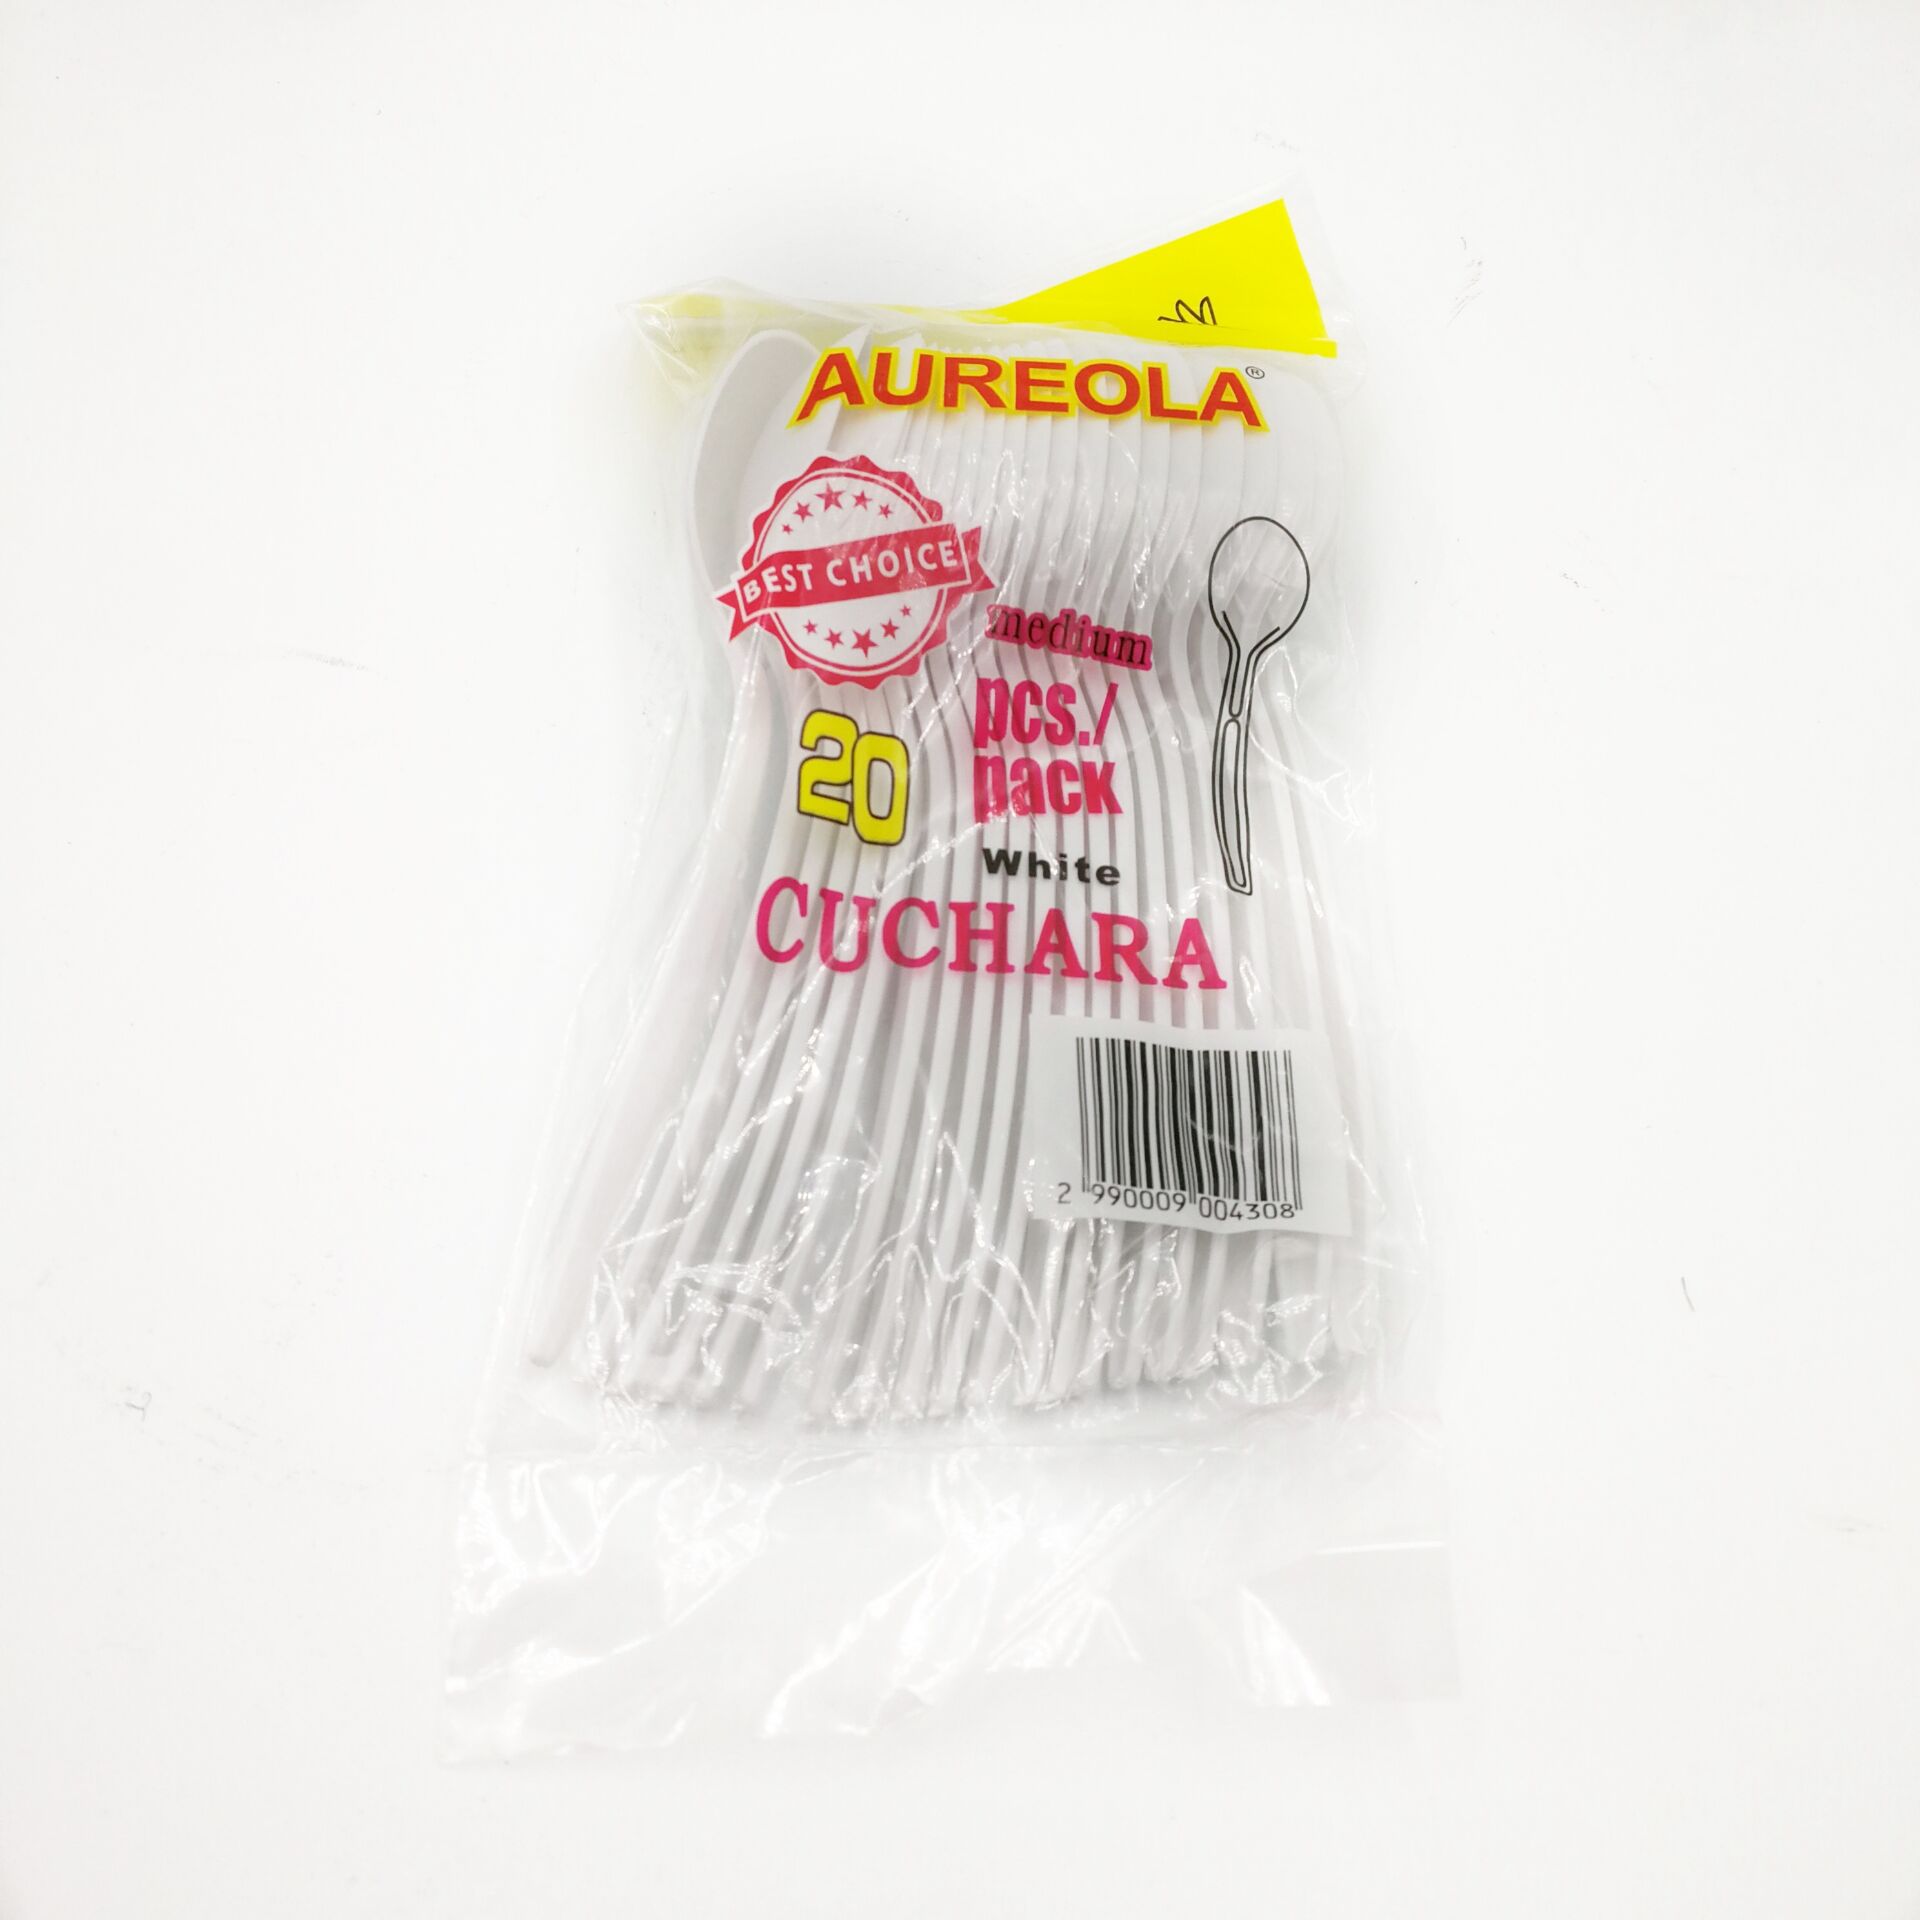 AUREOLA®
BEST CHOICE
medium
20
pcs./
pack
White
CUCHARA
2 990009 004308